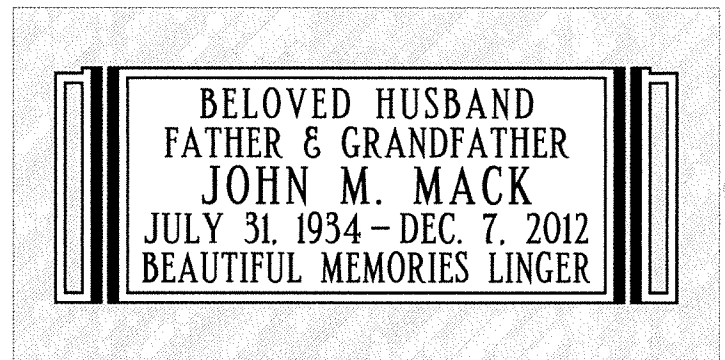 BELOVED HUSBAND
FATHER & GRANDFATHER
JOHN M. MACK
JULY 31, 1934 – DEC. 7, 2012
BEAUTIFUL MEMORIES LINGER